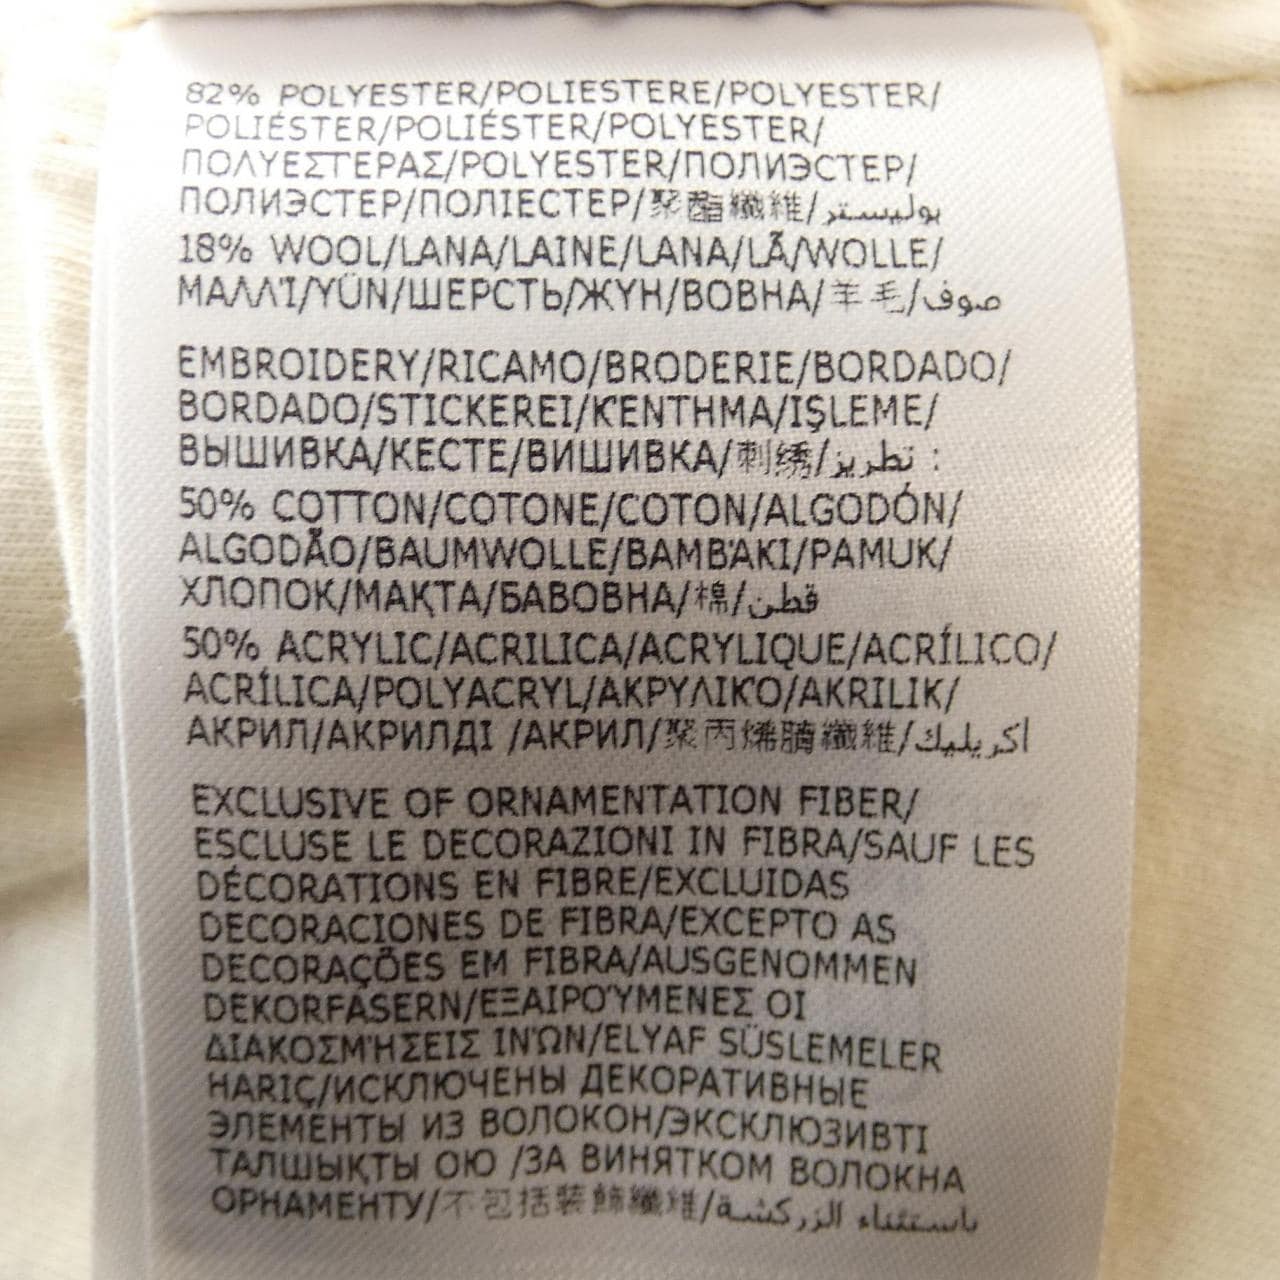 82% POLYESTER/POLIESTERE/POLYESTER/
POLIÉSTER/POLIÉSTER/POLYESTER/
ΠΟΛΥΕΣΤΕΡΑΣ/POLYESTER/ПОЛИЭСТЕР/
ПОЛИЭСТЕР/ПОЛІЕСТЕР/聚酯纖維/بوليستر
18% WOOL/LANA/LAINE/LANA/LÃ/WOLLE/
ΜΑΛΛΊ/YÜN/ШЕРСТЬ/ЖҮН/ВОВНА/羊毛/صوف
EMBROIDERY/RICAMO/BRODERIE/BORDADO/
BORDADO/STICKEREI/ΚΈΝΤΗΜΑ/IŞLEME/
ВЫШИВКА/КЕСТЕ/ВИШИВКА/刺绣/تطريز :
50% COTTON/COTONE/COTON/ALGODÓN/
ALGODÃO/BAUMWOLLE/ΒΑΜΒΆΚΙ/PAMUK/
ХЛОПОК/МАҚТА/БАВОВНА/棉/قطن
50% ACRYLIC/ACRILICA/ACRYLIQUE/ACRÍLICO/
ACRÍLICA/POLYACRYL/ΑΚΡΥΛΙΚΌ/AKRILIK/
АКРИЛ/АКРИЛДІ /АКРИЛ/聚丙烯腈纖維/أكريليك
EXCLUSIVE OF ORNAMENTATION FIBER/
ESCLUSE LE DECORAZIONI IN FIBRA/SAUF LES
DÉCORATIONS EN FIBRE/EXCLUIDAS
DECORACIONES DE FIBRA/EXCEPTO AS
DECORAÇÕES EM FIBRA/AUSGENOMMEN
DEKORFASERN/ΕΞΑΙΡΟΎΜΕΝΕΣ ΟΙ
ΔΙΑΚΟΣΜΉΣΕΙΣ ΙΝΏΝ/ELYAF SÜSLEMELER
HARIÇ/ИСКЛЮЧЕНЫ ДЕКОРАТИВНЫЕ
ЭЛЕМЕНТЫ ИЗ ВОЛОКОН/ЭКСКЛЮЗИВТІ
ТАЛШЫҚТЫ ОЮ /ЗА ВИНЯТКОМ ВОЛОКНА
ОРНАМЕНТУ/不包括裝飾纖維/باستثناء الزركشة